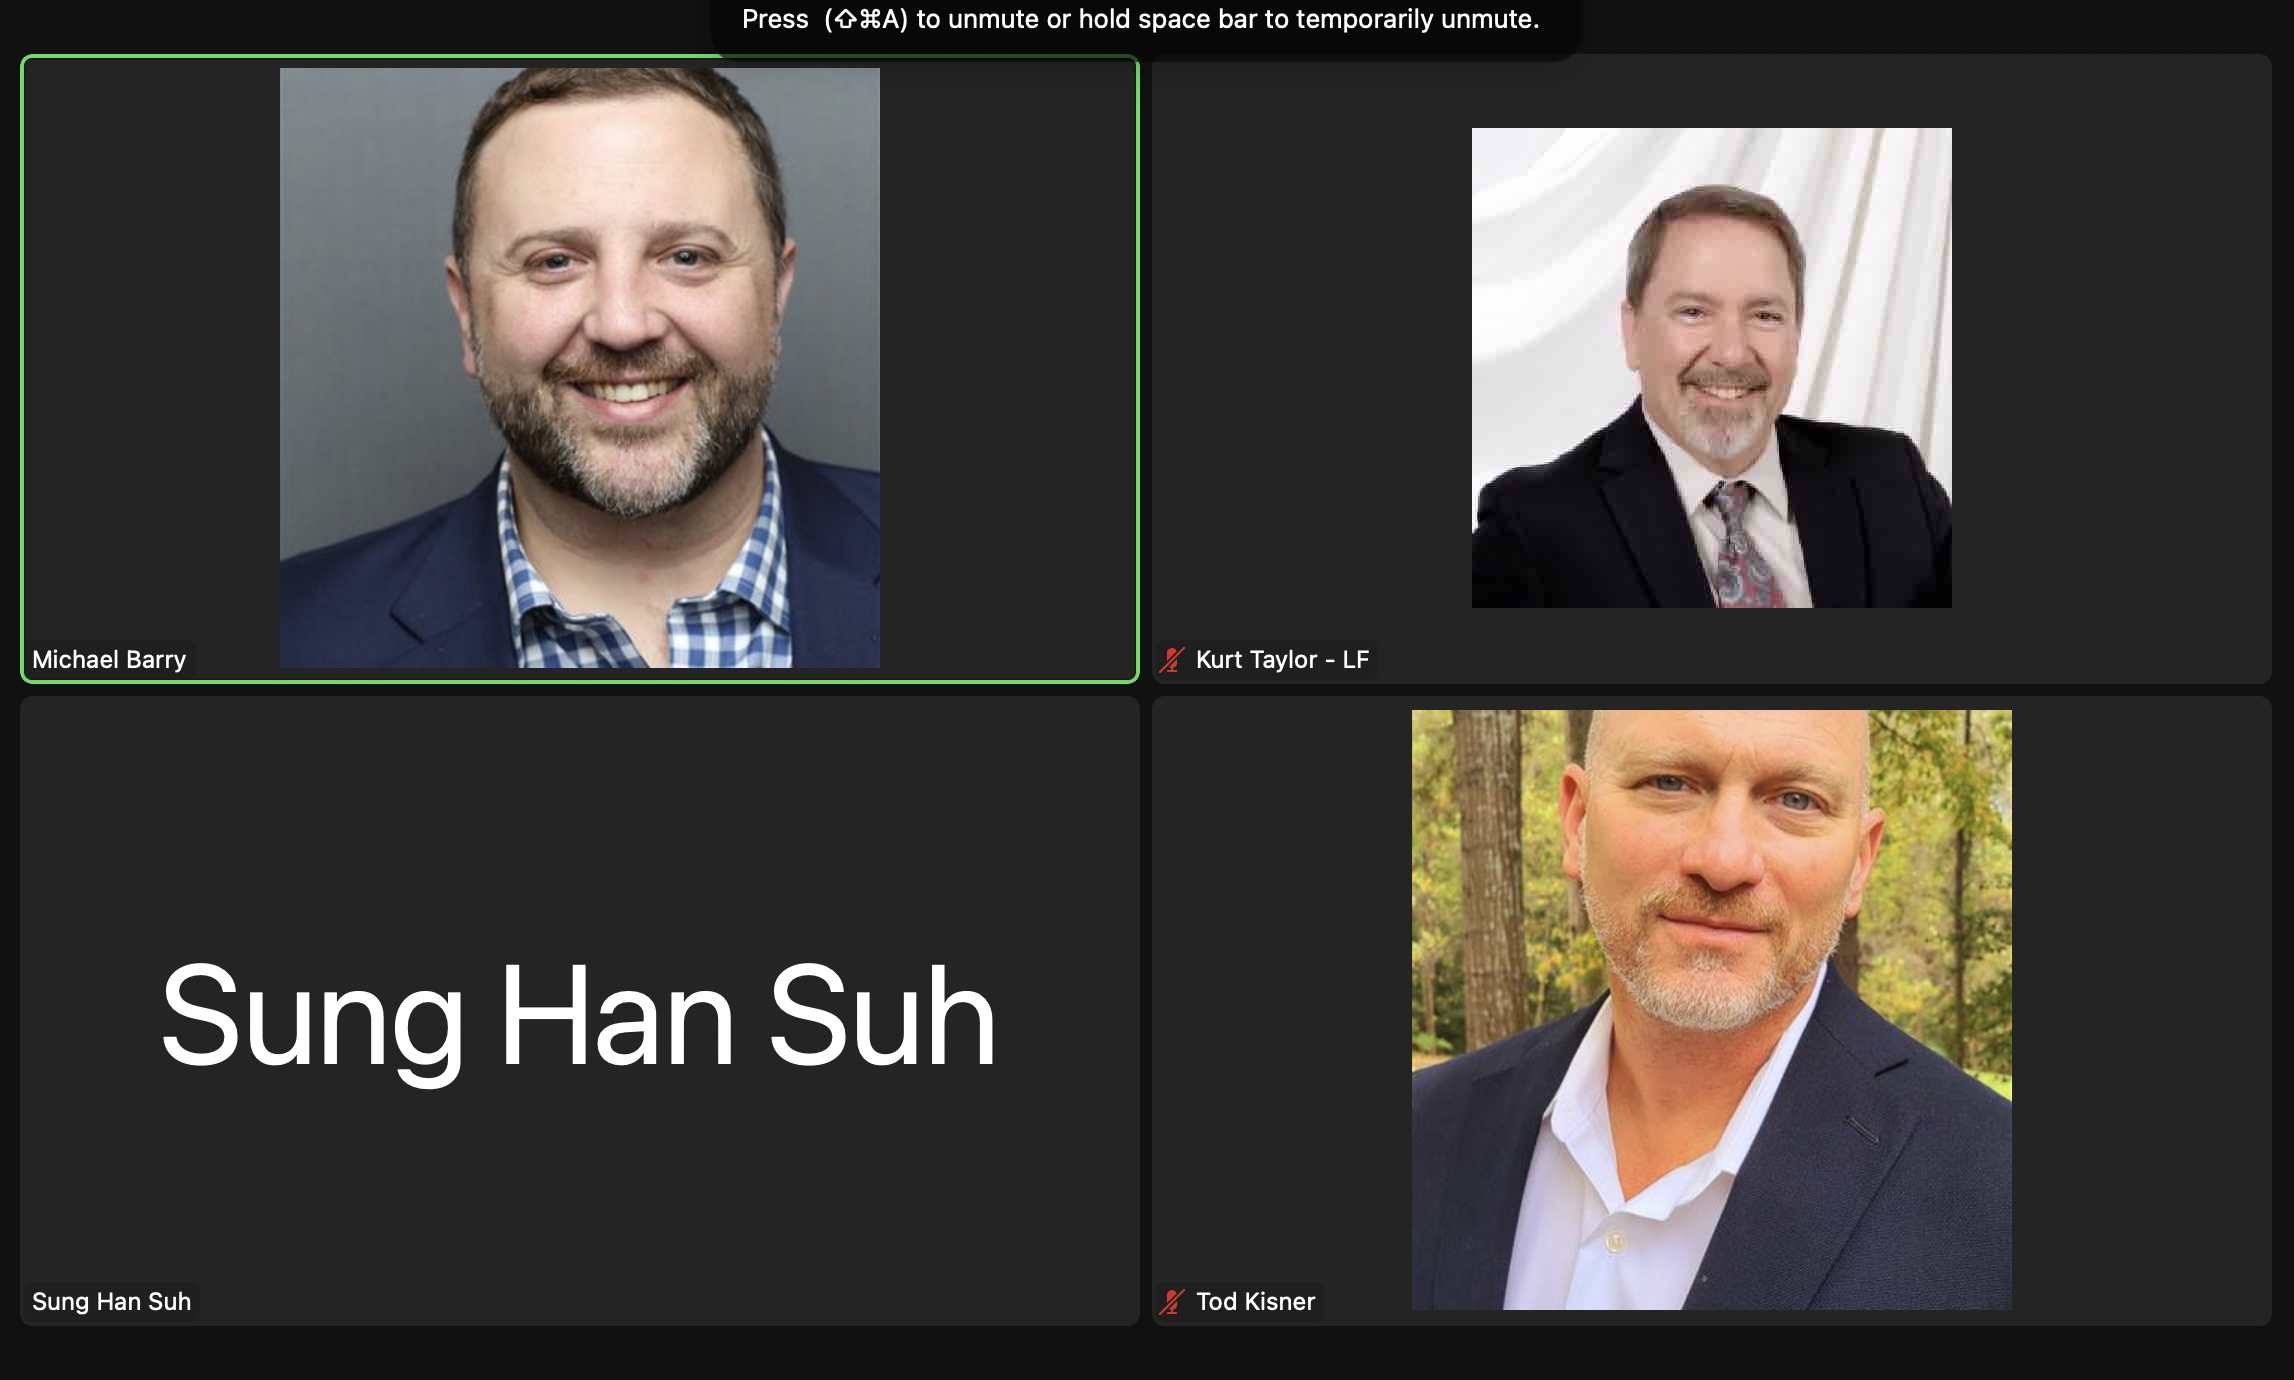 Press (⇧⌘A) to unmute or hold space bar to temporarily unmute.
Michael Barry
Kurt Taylor - LF
Sung Han Suh
Sung Han Suh
Tod Kisner